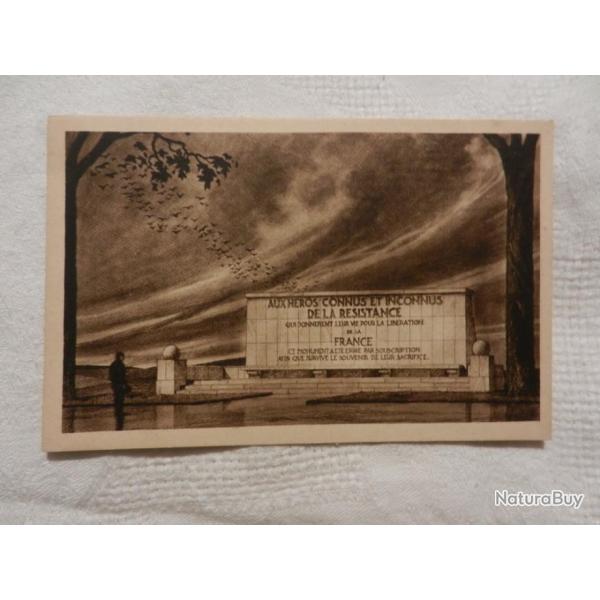 AUX HEROS CONNUS ET INCONNUS
DE LA RESISTANCE
QUI DONNERENT LEUR VIE POUR LA LIBERATION
DE LA
FRANCE
CE MONUMENT A ETE ERIGE PAR SOUSCRIPTION
AFIN QUE SURVIVE LE SOUVENIR DE LEUR SACRIFICE.
NaturaBuy